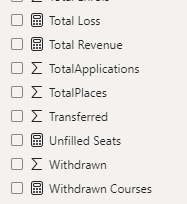 Total Loss
Total Revenue
TotalApplications
TotalPlaces
Transferred
Unfilled Seats
Withdrawn
Withdrawn Courses